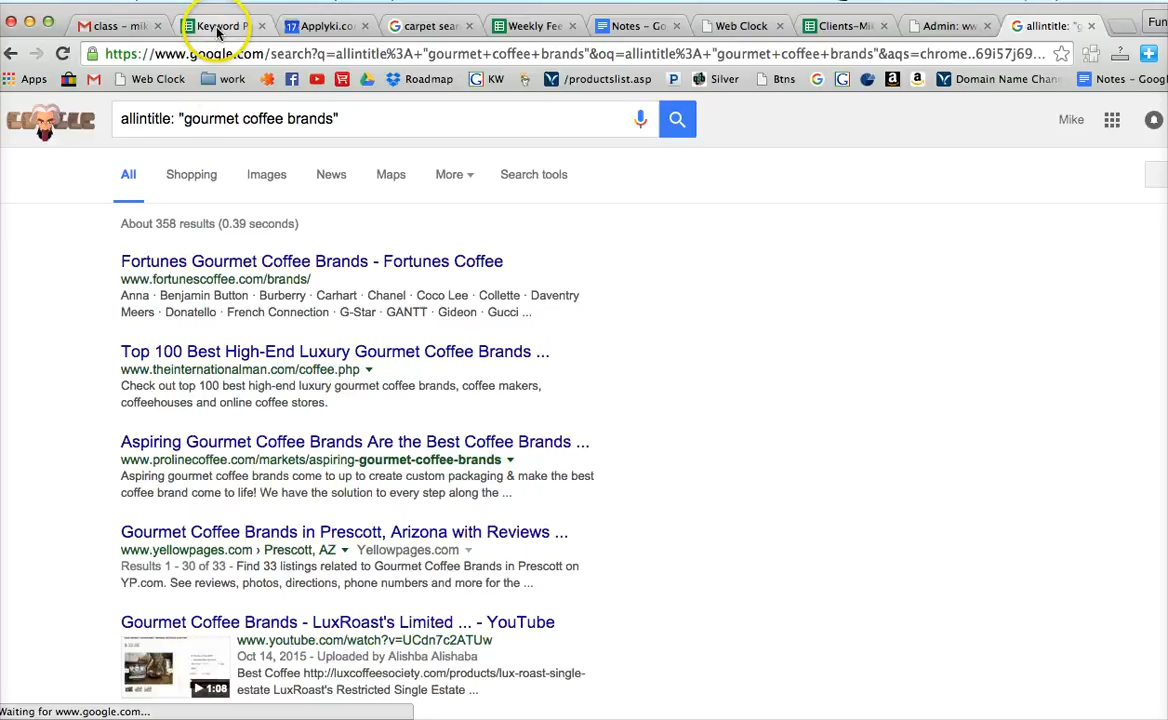 class – mik
Keyword P
Applyki.co
carpet sear
Weekly Fee
Notes – Go
Web Clock
Clients-Mi
Admin: ww
allintitle: "g
Fun
https://www.google.com/search?q=allintitle%3A+"gourmet+coffee+brands"&oq=allintitle%3A+"gourmet+coffee+brands"&aqs=chrome..69i57j69...
Apps
Web Clock
work
Roadmap
KW
/productslist.asp
Silver
Btns
Domain Name Chan
Notes – Googl
allintitle: "gourmet coffee brands"
Mike
All Shopping Images News Maps More Search tools
About 358 results (0.39 seconds)
Fortunes Gourmet Coffee Brands - Fortunes Coffee
www.fortunescoffee.com/brands/
Anna · Benjamin Button · Burberry · Carhart · Chanel · Coco Lee · Collette · Daventry
Meers · Donatello · French Connection · G-Star · GANTT · Gideon · Gucci ...
Top 100 Best High-End Luxury Gourmet Coffee Brands ...
www.theinternationalman.com/coffee.php
Check out top 100 best high-end luxury gourmet coffee brands, coffee makers,
coffeehouses and online coffee stores.
Aspiring Gourmet Coffee Brands Are the Best Coffee Brands ...
www.prolinecoffee.com/markets/aspiring-gourmet-coffee-brands
Aspiring gourmet coffee brands come to up to create custom packaging & make the best
coffee brand come to life! We have the solution to every step along the ...
Gourmet Coffee Brands in Prescott, Arizona with Reviews ...
www.yellowpages.com › Prescott, AZ Yellowpages.com
Results 1 - 30 of 33 - Find 33 listings related to Gourmet Coffee Brands in Prescott on
YP.com. See reviews, photos, directions, phone numbers and more for the ...
Gourmet Coffee Brands - LuxRoast's Limited ... - YouTube
www.youtube.com/watch?v=UCdn7c2ATUw
Oct 14, 2015 - Uploaded by Alishba Alishaba
Best Coffee http://luxcoffeesociety.com/products/lux-roast-single-
estate LuxRoast's Restricted Single Estate ...
1:08
Waiting for www.google.com...